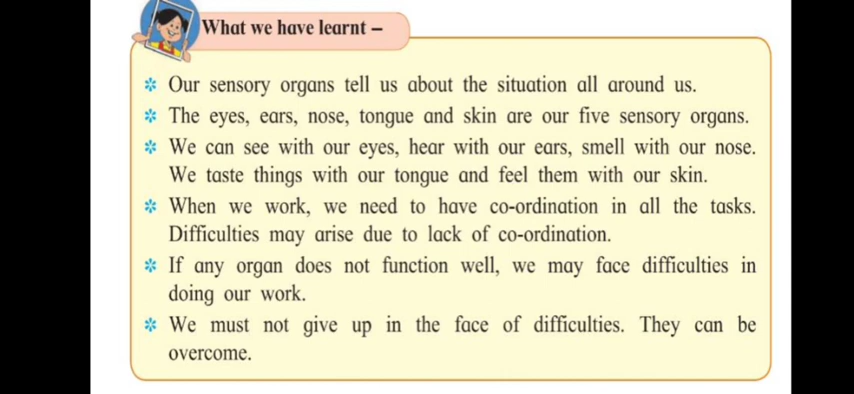 What we have learnt –
* Our sensory organs tell us about the situation all around us.
* The eyes, ears, nose, tongue and skin are our five sensory organs.
* We can see with our eyes, hear with our ears, smell with our nose.
We taste things with our tongue and feel them with our skin.
* When we work, we need to have co-ordination in all the tasks.
Difficulties may arise due to lack of co-ordination.
* If any organ does not function well, we may face difficulties in
doing our work.
* We must not give up in the face of difficulties. They can be
overcome.